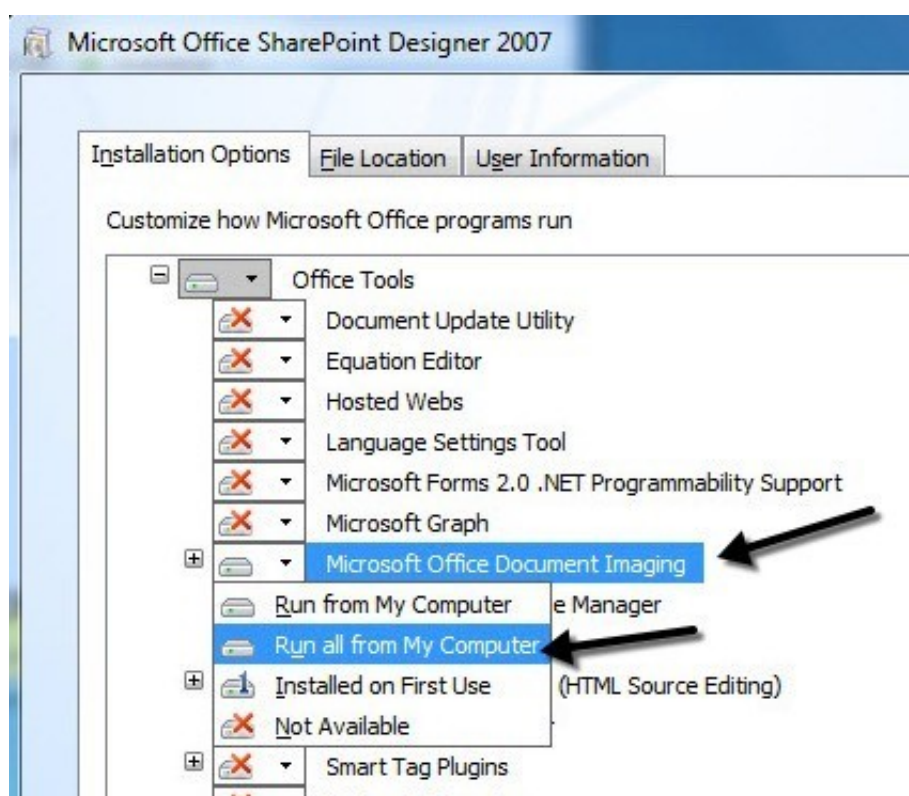 Microsoft Office SharePoint Designer 2007
Installation Options File Location User Information
Customize how Microsoft Office programs run
Office Tools
Document Update Utility
Equation Editor
Hosted Webs
Language Settings Tool
Microsoft Forms 2.0 .NET Programmability Support
Microsoft Graph
Microsoft Office Document Imaging
Run from My Computer e Manager
Run all from My Computer
Installed on First Use (HTML Source Editing)
Not Available
Smart Tag Plugins